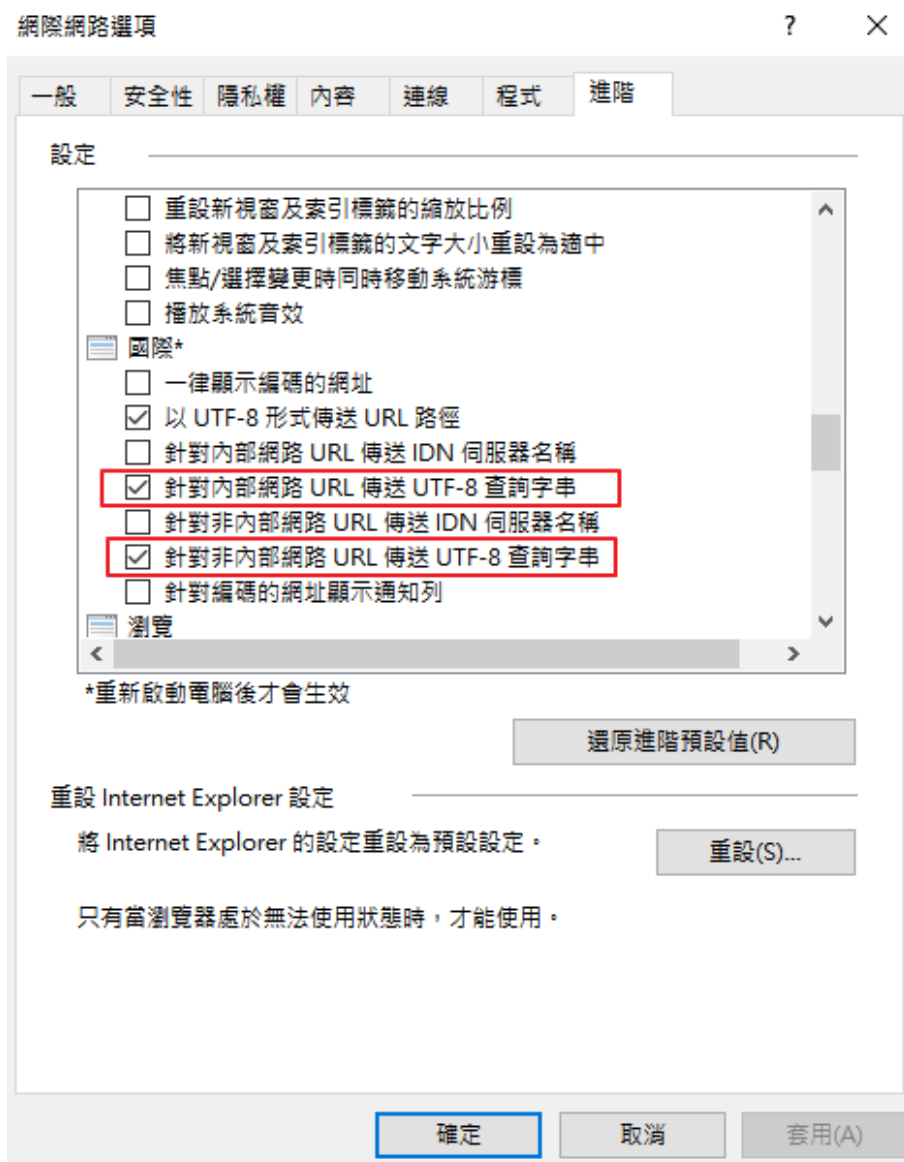 網際網路選項
一般 安全性 隱私權 內容 連線 程式 進階
設定
重設新視窗及索引標籤的縮放比例
將新視窗及索引標籤的文字大小重設為適中
焦點/選擇變更時同時移動系統游標
播放系統音效
國際*
一律顯示編碼的網址
以 UTF-8 形式傳送 URL 路徑
針對內部網路 URL 傳送 IDN 伺服器名稱
針對內部網路 URL 傳送 UTF-8 查詢字串
針對非內部網路 URL 傳送 IDN 伺服器名稱
針對非內部網路 URL 傳送 UTF-8 查詢字串
針對編碼的網址顯示通知列
瀏覽
*重新啟動電腦後才會生效
還原進階預設值(R)
重設 Internet Explorer 設定
將 Internet Explorer 的設定重設為預設設定。
重設(S)...
只有當瀏覽器處於無法使用狀態時，才能使用。
確定 取消 套用(A)